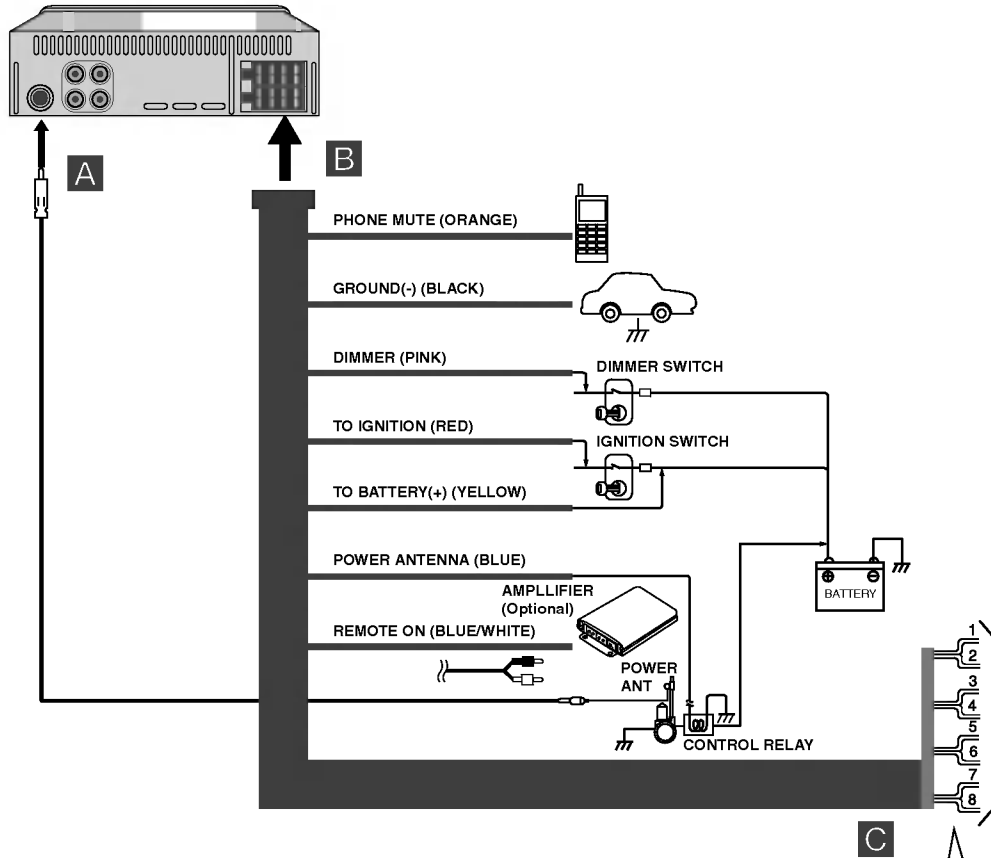 A
B
PHONE MUTE (ORANGE)
GROUND(-) (BLACK)
DIMMER (PINK)
DIMMER SWITCH
TO IGNITION (RED)
IGNITION SWITCH
TO BATTERY(+) (YELLOW)
POWER ANTENNA (BLUE)
BATTERY
AMPLLIFIER
(Optional)
REMOTE ON (BLUE/WHITE)
POWER
ANT
CONTROL RELAY
1
2
3
4
5
6
7
8
C